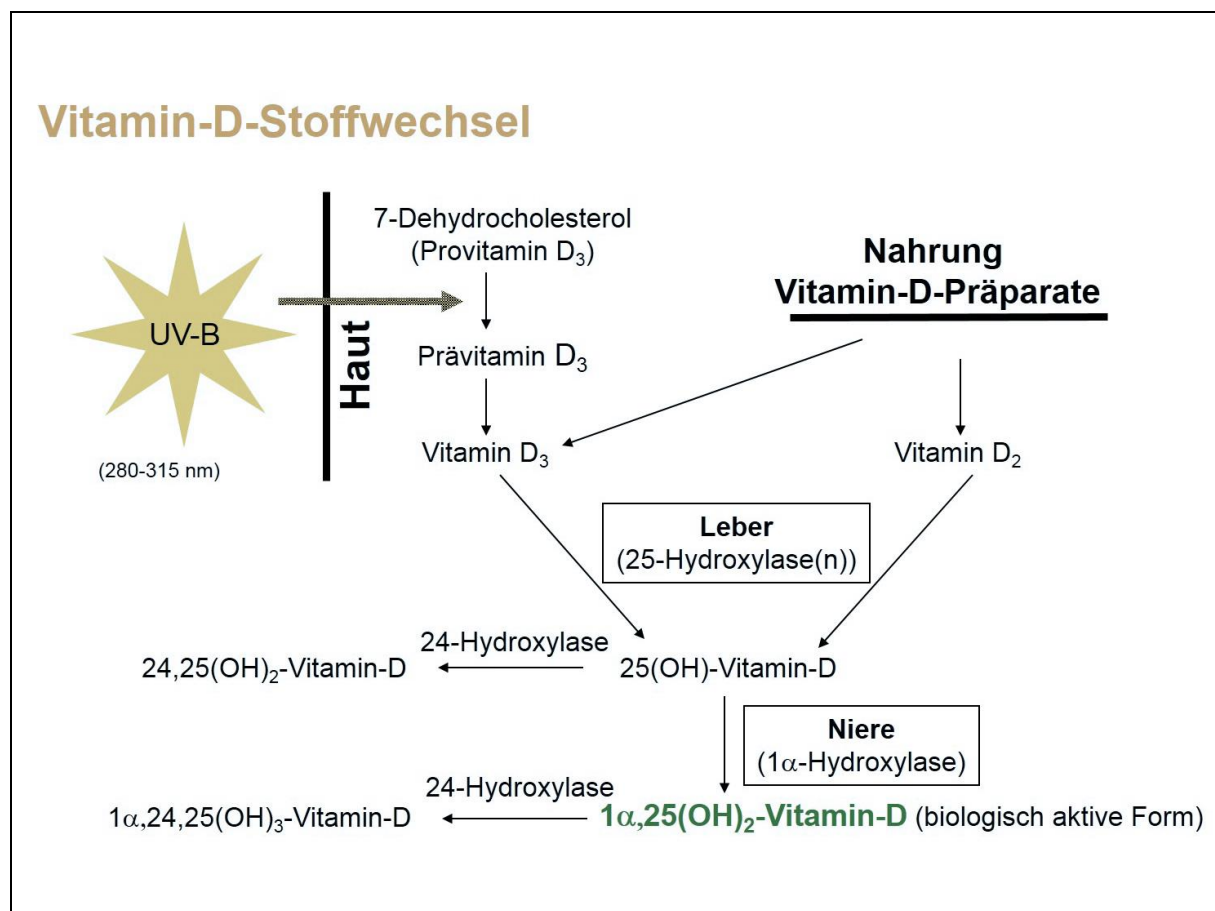 Vitamin-D-Stoffwechsel
7-Dehydrocholesterol
(Provitamin D₃)
Nahrung
Vitamin-D-Präparate
UV-B
Haut
Prävitamin D₃
(280-315 nm)
Vitamin D₃
Vitamin D₂
Leber
(25-Hydroxylase(n))
24-Hydroxylase
24,25(OH)₂-Vitamin-D
25(OH)-Vitamin-D
Niere
(1α-Hydroxylase)
24-Hydroxylase
1α,24,25(OH)₃-Vitamin-D
1α,25(OH)₂-Vitamin-D (biologisch aktive Form)